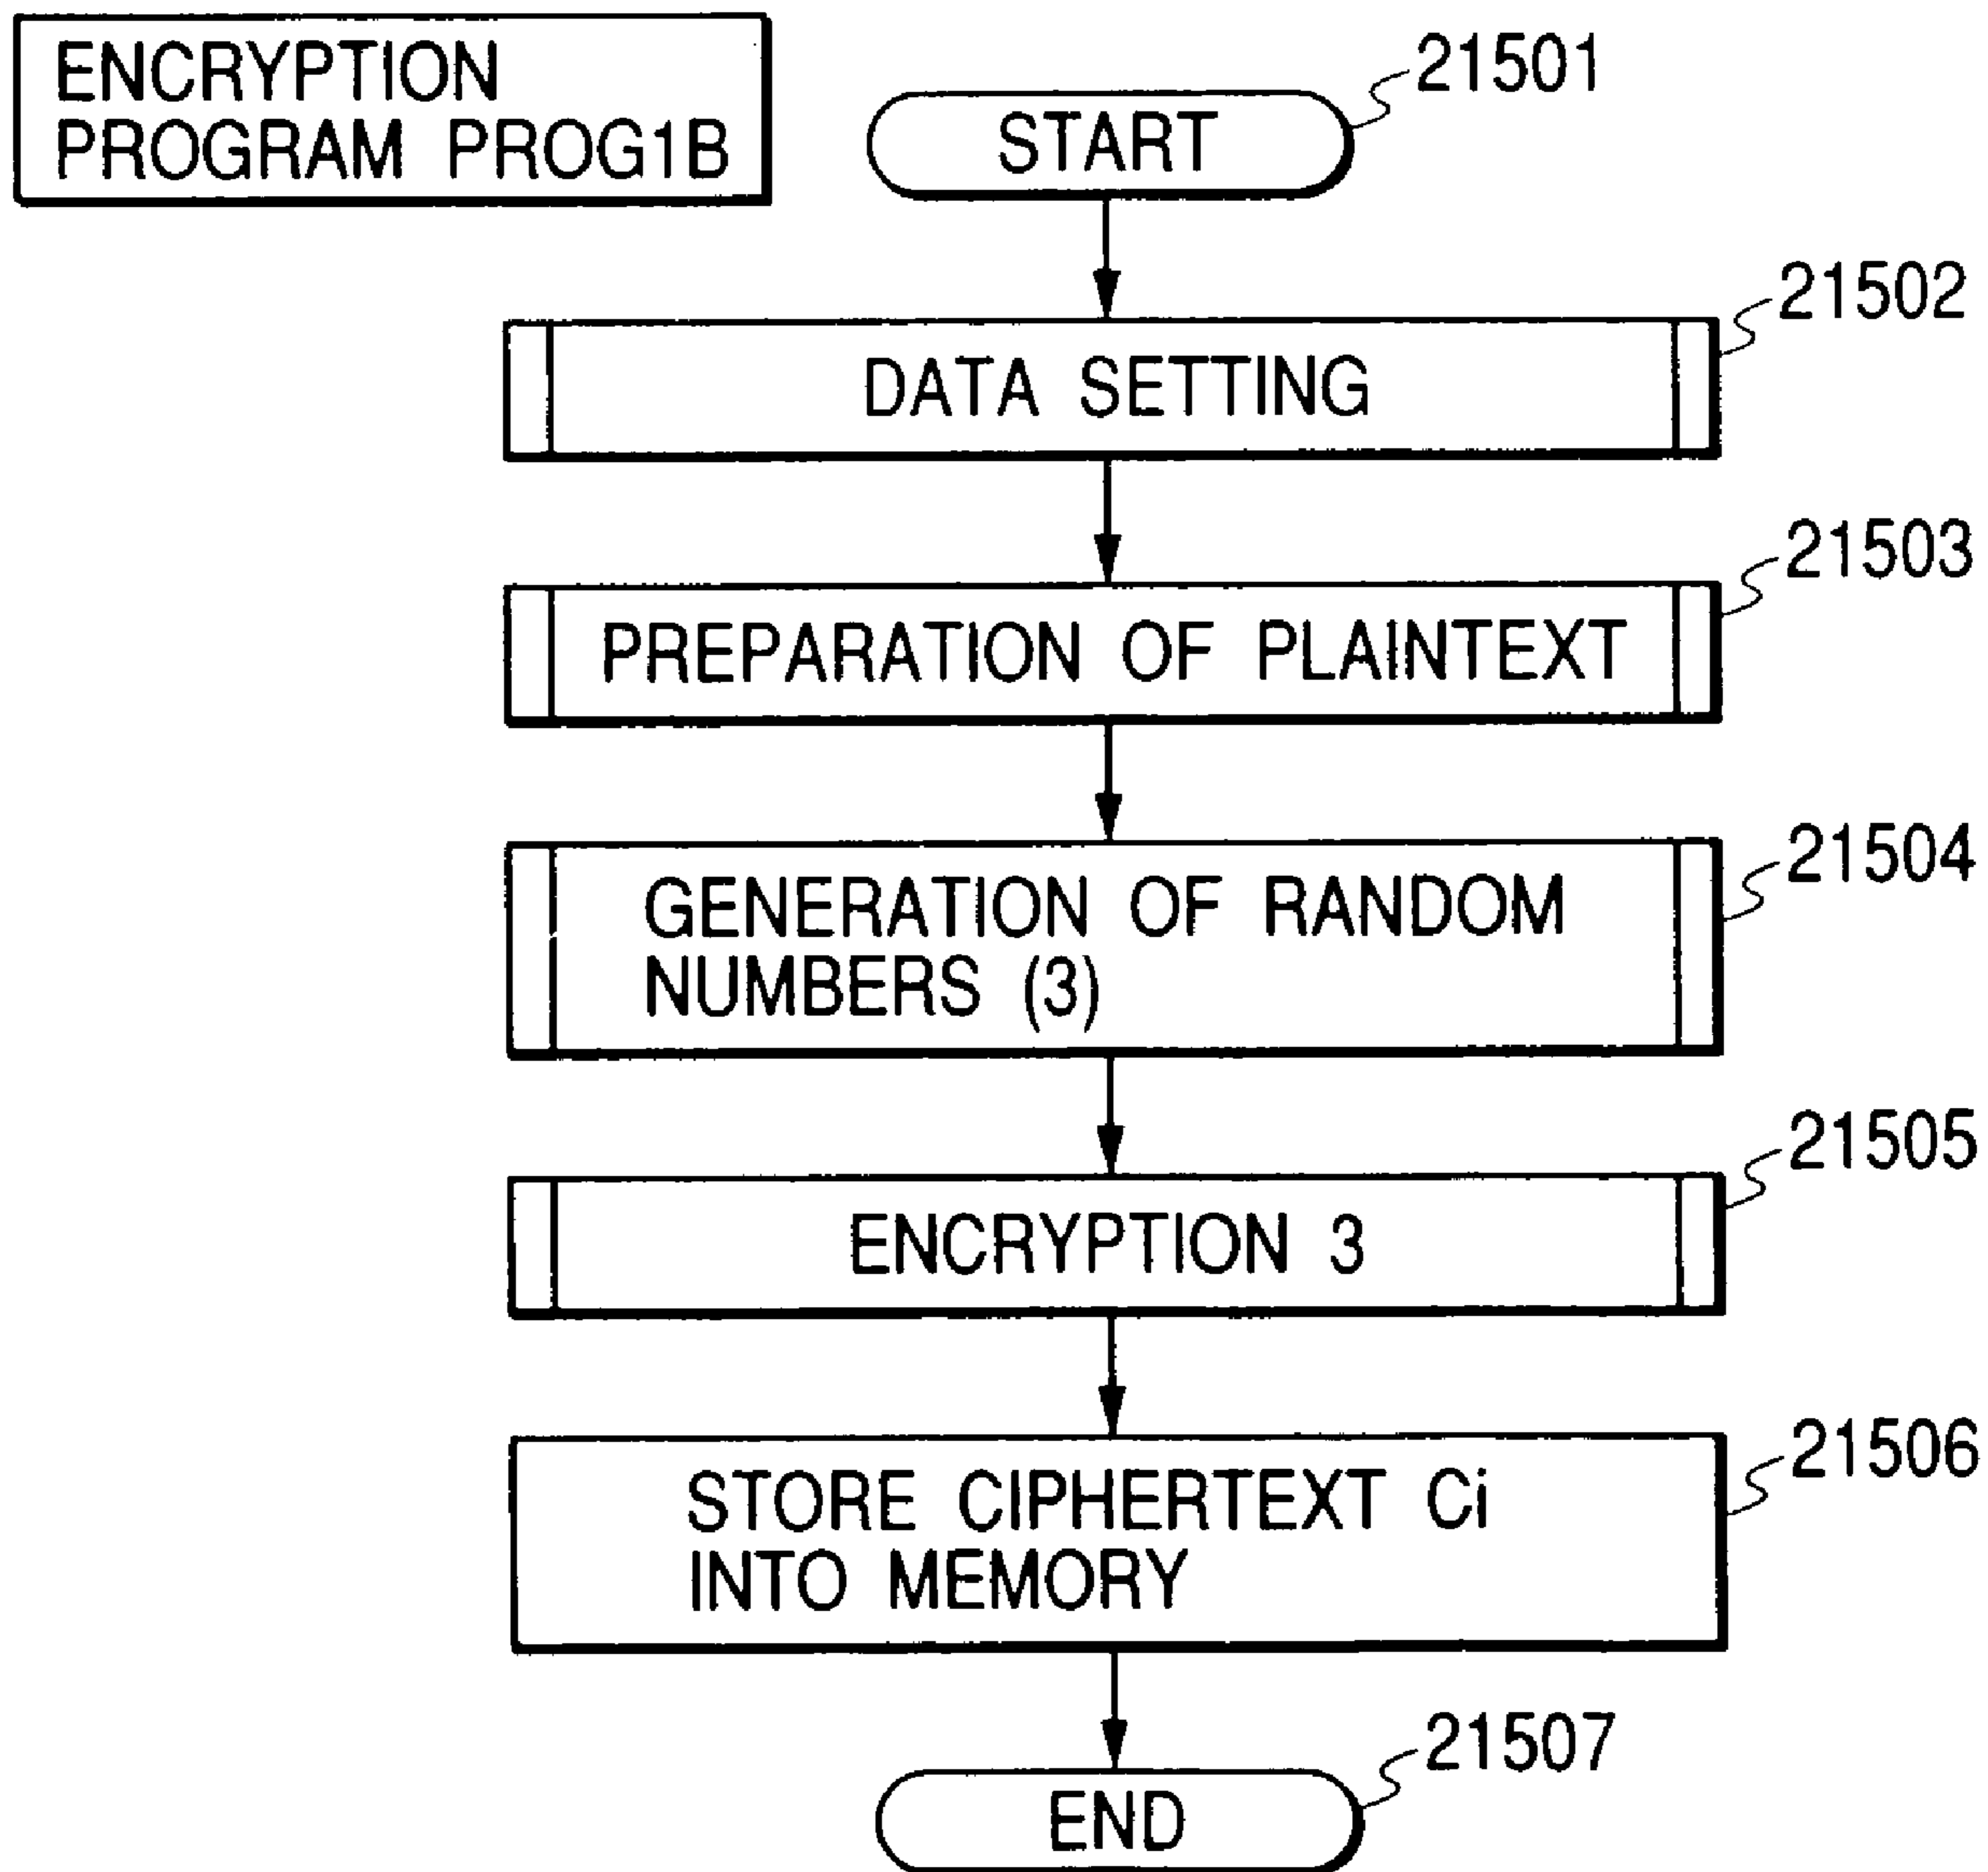 ENCRYPTION
PROGRAM PROG1B
START
21501
DATA SETTING
21502
PREPARATION OF PLAINTEXT
21503
GENERATION OF RANDOM
NUMBERS (3)
21504
ENCRYPTION 3
21505
STORE CIPHERTEXT Ci
INTO MEMORY
21506
END
21507